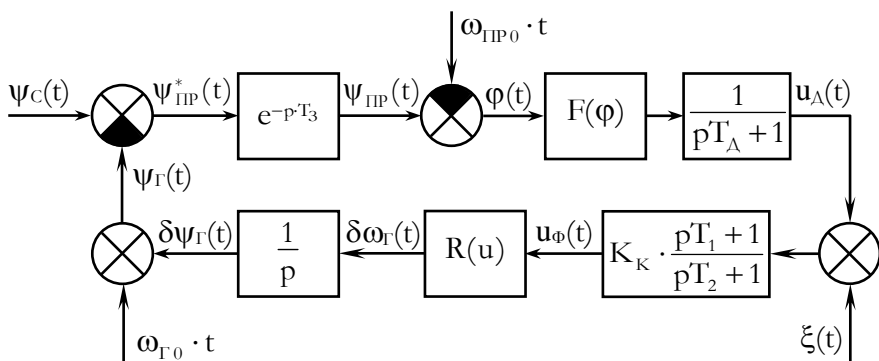 ω_ПР0 · t
ψ_С(t)
ψ*_ПР(t)
e^{−p·T_З}
ψ_ПР(t)
φ(t)
F(φ)
1
pT_Д + 1
u_Д(t)
ψ_Г(t)
δψ_Г(t)
1
p
δω_Г(t)
R(u)
u_Ф(t)
K_К · 
pT_1 + 1
pT_2 + 1
ω_Г0 · t
ξ(t)